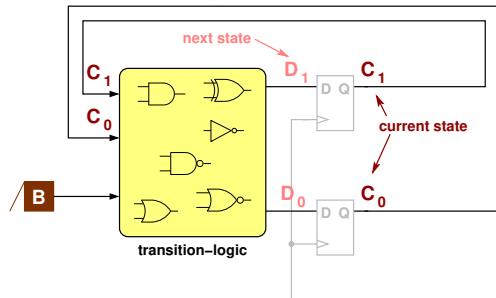 next state
D1 C1
C1
D Q
C0
current state
B
D0 C0
D Q
transition-logic